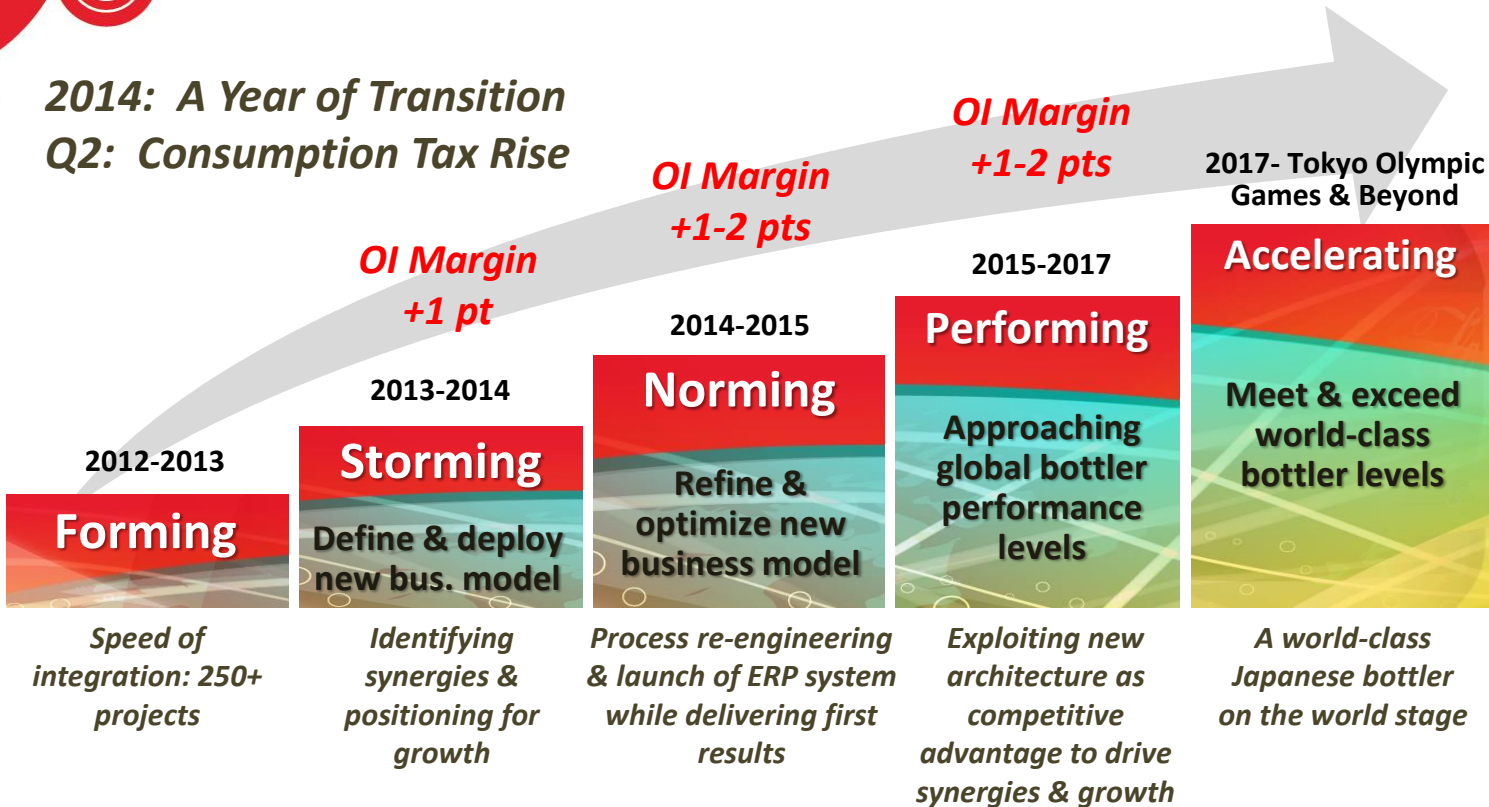 2014: A Year of Transition
Q2: Consumption Tax Rise
OI Margin
+1 pt
OI Margin
+1-2 pts
OI Margin
+1-2 pts
2012-2013
Forming
Speed of
integration: 250+
projects
2013-2014
Storming
Define & deploy
new bus. model
Identifying
synergies &
positioning for
growth
2014-2015
Norming
Refine &
optimize new
business model
Process re-engineering
& launch of ERP system
while delivering first
results
2015-2017
Performing
Approaching
global bottler
performance
levels
Exploiting new
architecture as
competitive
advantage to drive
synergies & growth
2017- Tokyo Olympic
Games & Beyond
Accelerating
Meet & exceed
world-class
bottler levels
A world-class
Japanese bottler
on the world stage